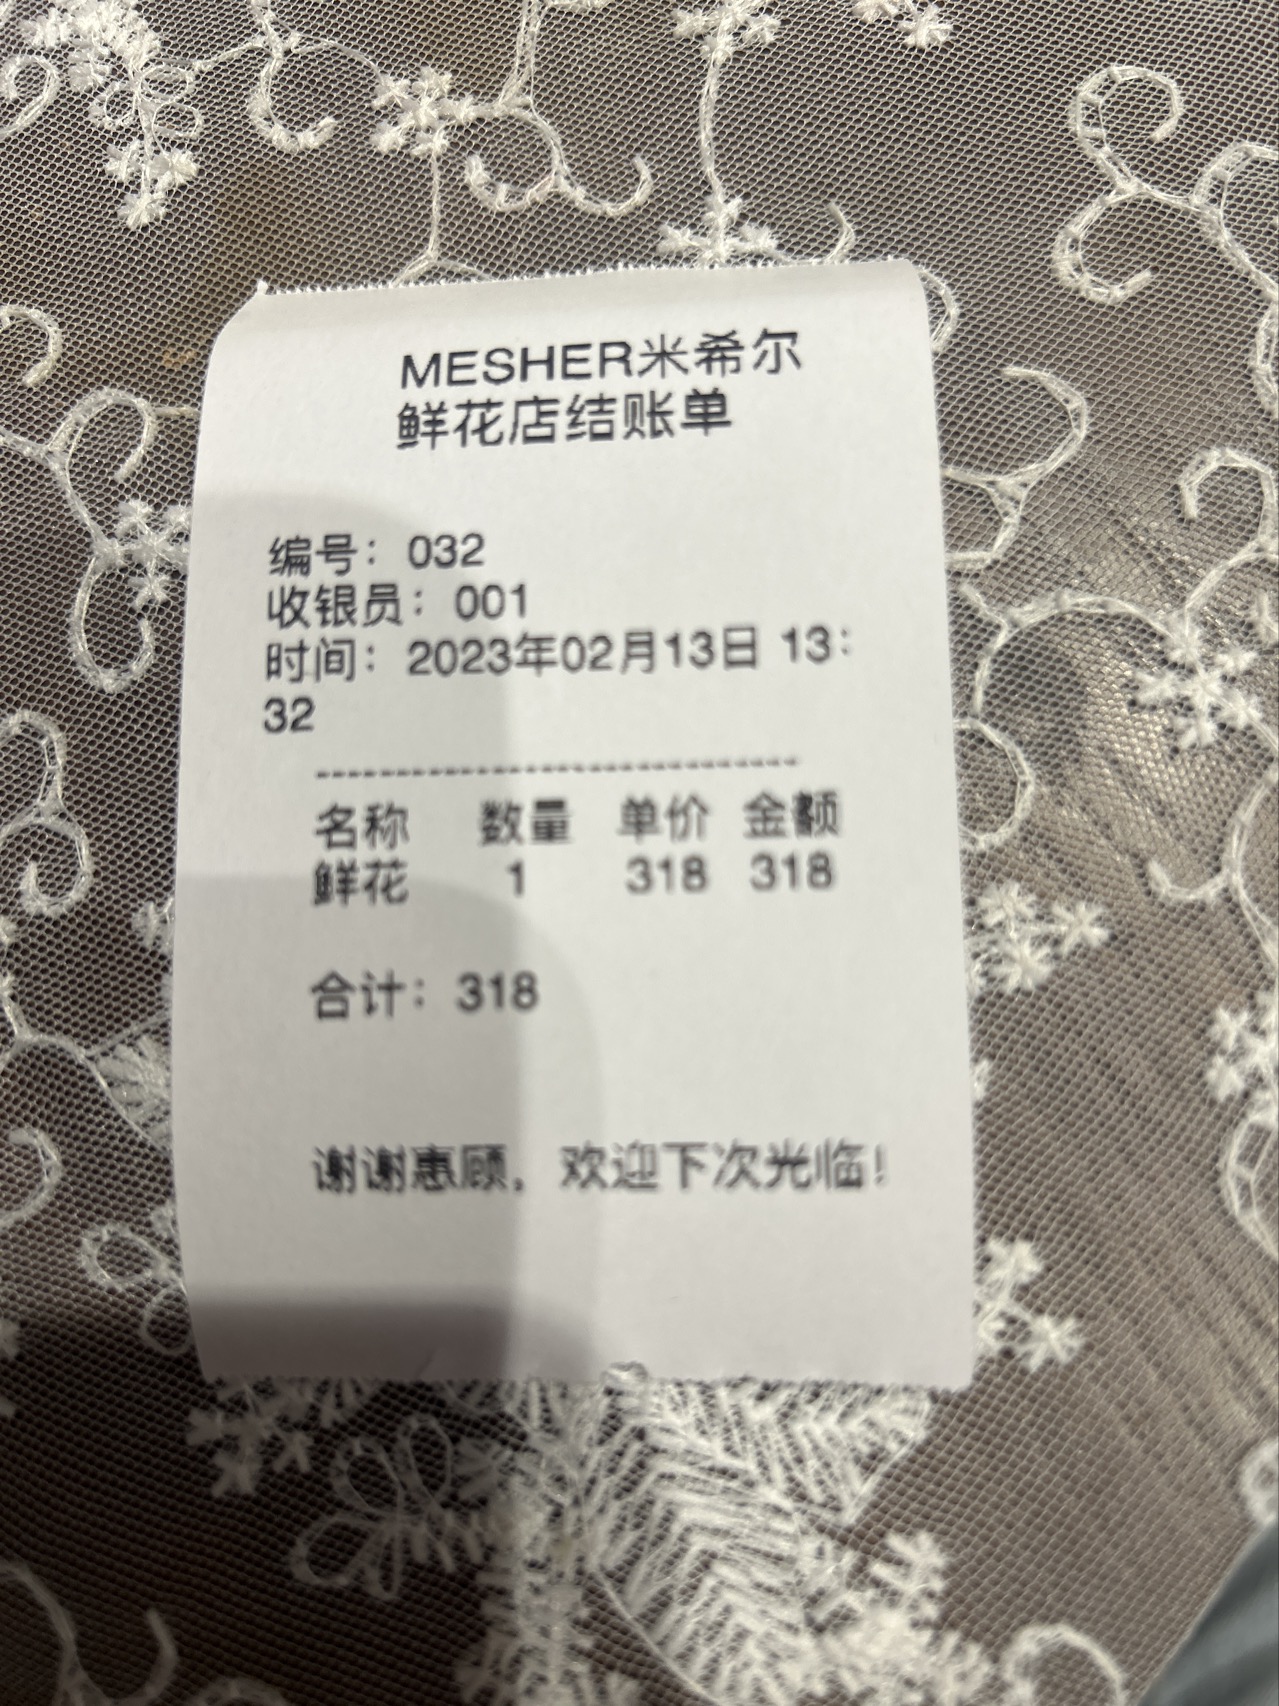 MESHER米希尔
鲜花店结账单
编号：032
收银员：001
时间：2023年02月13日 13：
32
名称 数量 单价 金额
鲜花 1 318 318
合计：318
谢谢惠顾，欢迎下次光临！